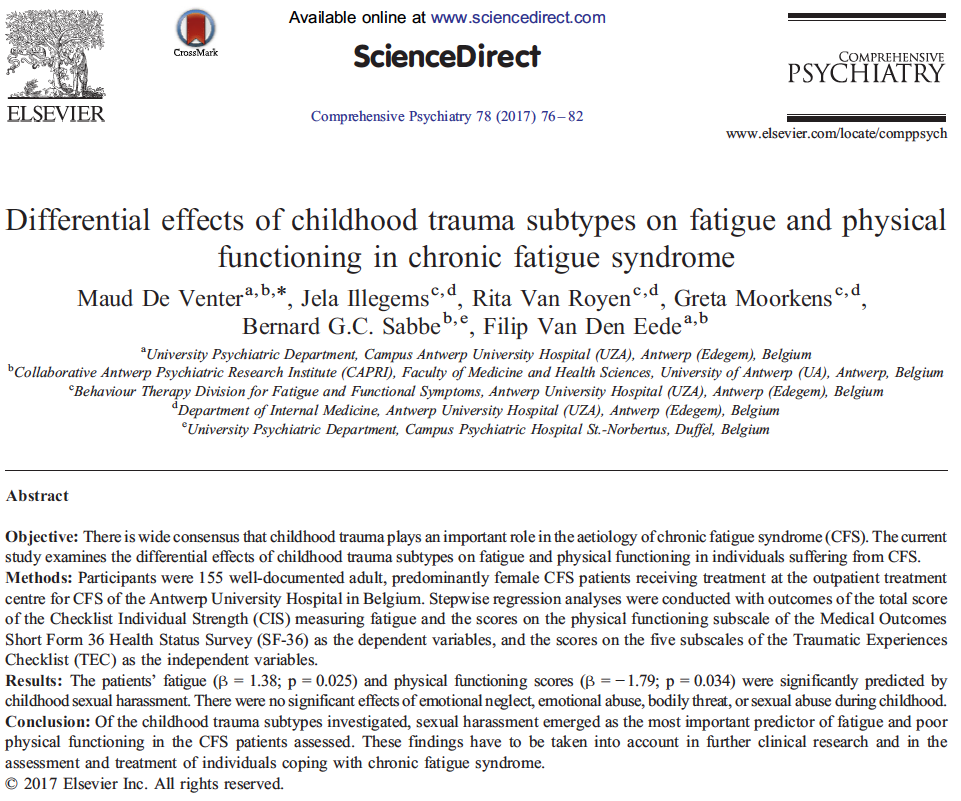 Available online at www.sciencedirect.com
CrossMark
ScienceDirect
COMPREHENSIVE
PSYCHIATRY
ELSEVIER
Comprehensive Psychiatry 78 (2017) 76–82
www.elsevier.com/locate/comppsych
Differential effects of childhood trauma subtypes on fatigue and physical
functioning in chronic fatigue syndrome
Maud De Venter a,b,*, Jela Illegems c,d, Rita Van Royen c,d, Greta Moorkens c,d,
Bernard G.C. Sabbe b,e, Filip Van Den Eede a,b
a University Psychiatric Department, Campus Antwerp University Hospital (UZA), Antwerp (Edegem), Belgium
b Collaborative Antwerp Psychiatric Research Institute (CAPRI), Faculty of Medicine and Health Sciences, University of Antwerp (UA), Antwerp, Belgium
c Behaviour Therapy Division for Fatigue and Functional Symptoms, Antwerp University Hospital (UZA), Antwerp (Edegem), Belgium
d Department of Internal Medicine, Antwerp University Hospital (UZA), Antwerp (Edegem), Belgium
e University Psychiatric Department, Campus Psychiatric Hospital St.-Norbertus, Duffel, Belgium
Abstract
Objective: There is wide consensus that childhood trauma plays an important role in the aetiology of chronic fatigue syndrome (CFS). The current
study examines the differential effects of childhood trauma subtypes on fatigue and physical functioning in individuals suffering from CFS.
Methods: Participants were 155 well-documented adult, predominantly female CFS patients receiving treatment at the outpatient treatment
centre for CFS of the Antwerp University Hospital in Belgium. Stepwise regression analyses were conducted with outcomes of the total score
of the Checklist Individual Strength (CIS) measuring fatigue and the scores on the physical functioning subscale of the Medical Outcomes
Short Form 36 Health Status Survey (SF-36) as the dependent variables, and the scores on the five subscales of the Traumatic Experiences
Checklist (TEC) as the independent variables.
Results: The patients' fatigue (β = 1.38; p = 0.025) and physical functioning scores (β = −1.79; p = 0.034) were significantly predicted by
childhood sexual harassment. There were no significant effects of emotional neglect, emotional abuse, bodily threat, or sexual abuse during childhood.
Conclusion: Of the childhood trauma subtypes investigated, sexual harassment emerged as the most important predictor of fatigue and poor
physical functioning in the CFS patients assessed. These findings have to be taken into account in further clinical research and in the
assessment and treatment of individuals coping with chronic fatigue syndrome.
© 2017 Elsevier Inc. All rights reserved.